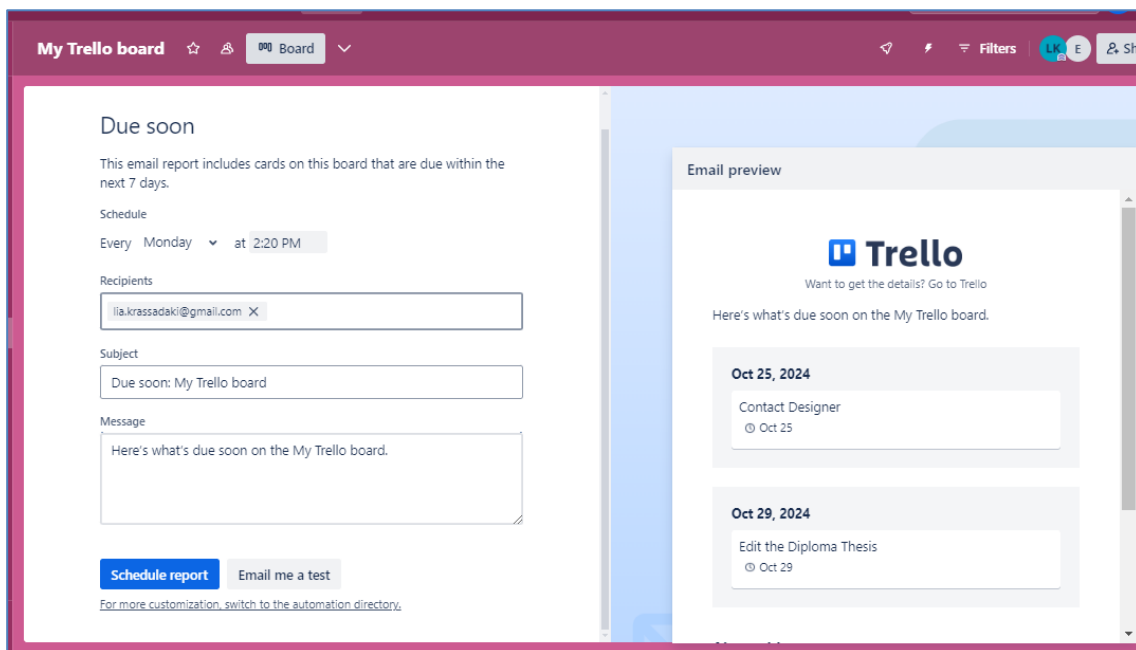 My Trello board Board Filters LK E Sh
Due soon
This email report includes cards on this board that are due within the
next 7 days.
Schedule
Every Monday at 2:20 PM
Recipients
lia.krassadaki@gmail.com
Subject
Due soon: My Trello board
Message
Here's what's due soon on the My Trello board.
Schedule report Email me a test
For more customization, switch to the automation directory.
Email preview
Trello
Want to get the details? Go to Trello
Here's what's due soon on the My Trello board.
Oct 25, 2024
Contact Designer
Oct 25
Oct 29, 2024
Edit the Diploma Thesis
Oct 29